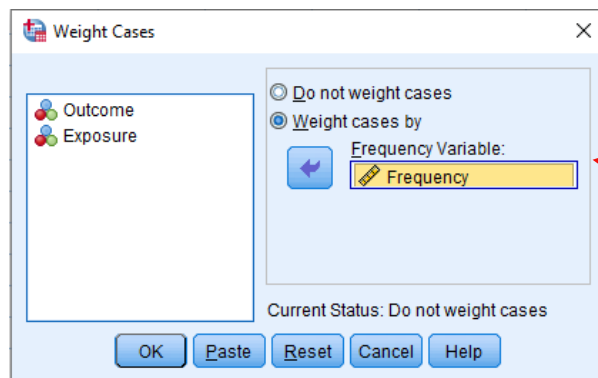 Weight Cases
Outcome
Exposure
Do not weight cases
Weight cases by
Frequency Variable:
Frequency
Current Status: Do not weight cases
OK Paste Reset Cancel Help